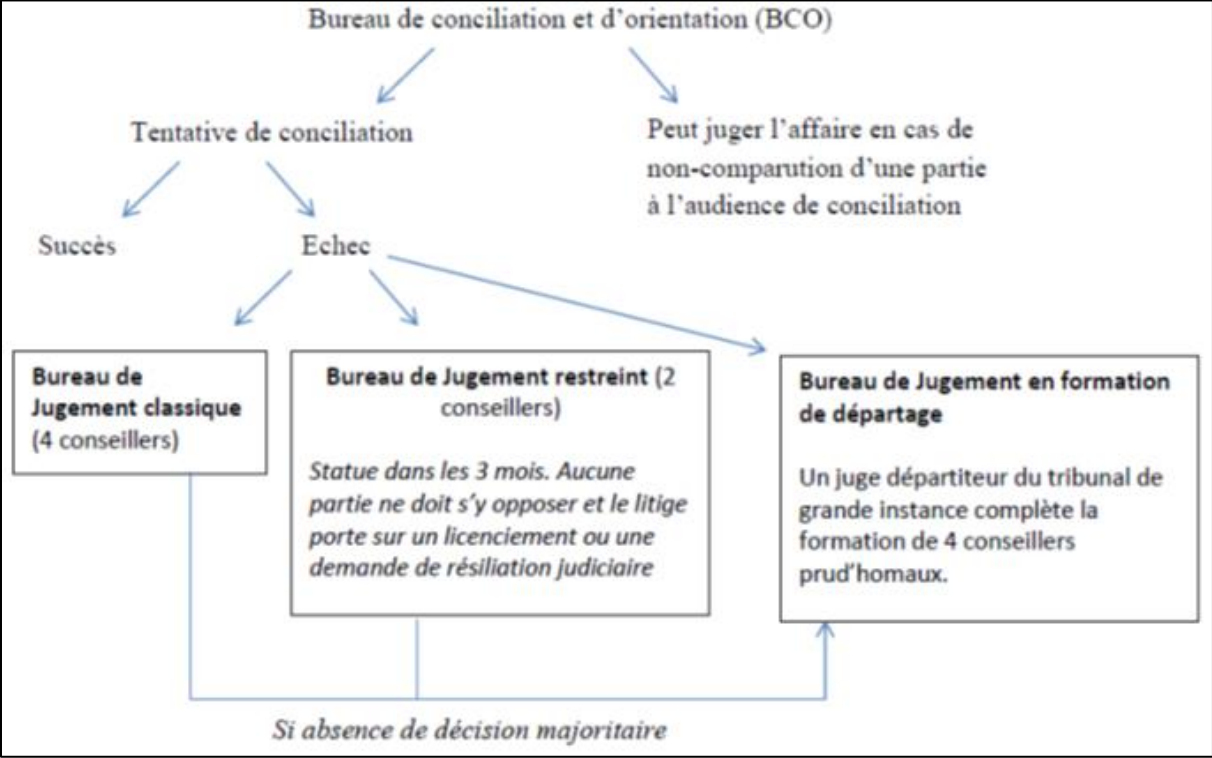 Bureau de conciliation et d’orientation (BCO)
Tentative de conciliation
Peut juger l’affaire en cas de
non-comparution d’une partie
à l’audience de conciliation
Succès
Echec
Bureau de
Jugement classique
(4 conseillers)
Bureau de Jugement restreint (2
conseillers)
Statue dans les 3 mois. Aucune
partie ne doit s’y opposer et le litige
porte sur un licenciement ou une
demande de résiliation judiciaire
Bureau de Jugement en formation
de départage
Un juge départiteur du tribunal de
grande instance complète la
formation de 4 conseillers
prud’homaux.
Si absence de décision majoritaire